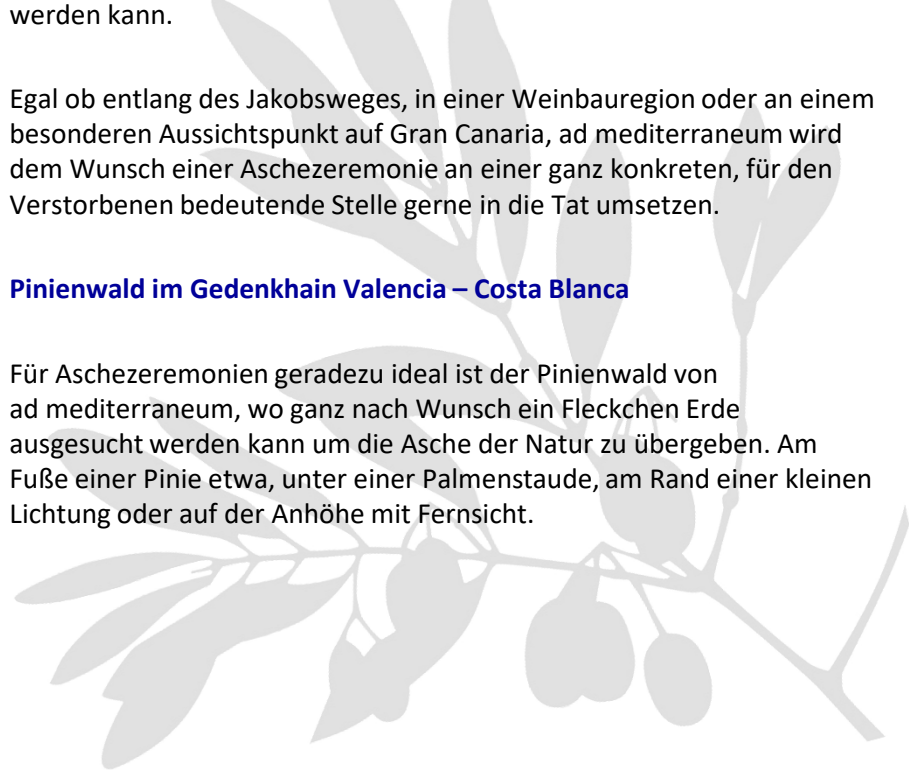 werden kann.
Egal ob entlang des Jakobsweges, in einer Weinbauregion oder an einem
besonderen Aussichtspunkt auf Gran Canaria, ad mediterraneum wird
dem Wunsch einer Aschezeremonie an einer ganz konkreten, für den
Verstorbenen bedeutende Stelle gerne in die Tat umsetzen.
Pinienwald im Gedenkhain Valencia – Costa Blanca
Für Aschezeremonien geradezu ideal ist der Pinienwald von
ad mediterraneum, wo ganz nach Wunsch ein Fleckchen Erde
ausgesucht werden kann um die Asche der Natur zu übergeben. Am
Fuße einer Pinie etwa, unter einer Palmenstaude, am Rand einer kleinen
Lichtung oder auf der Anhöhe mit Fernsicht.